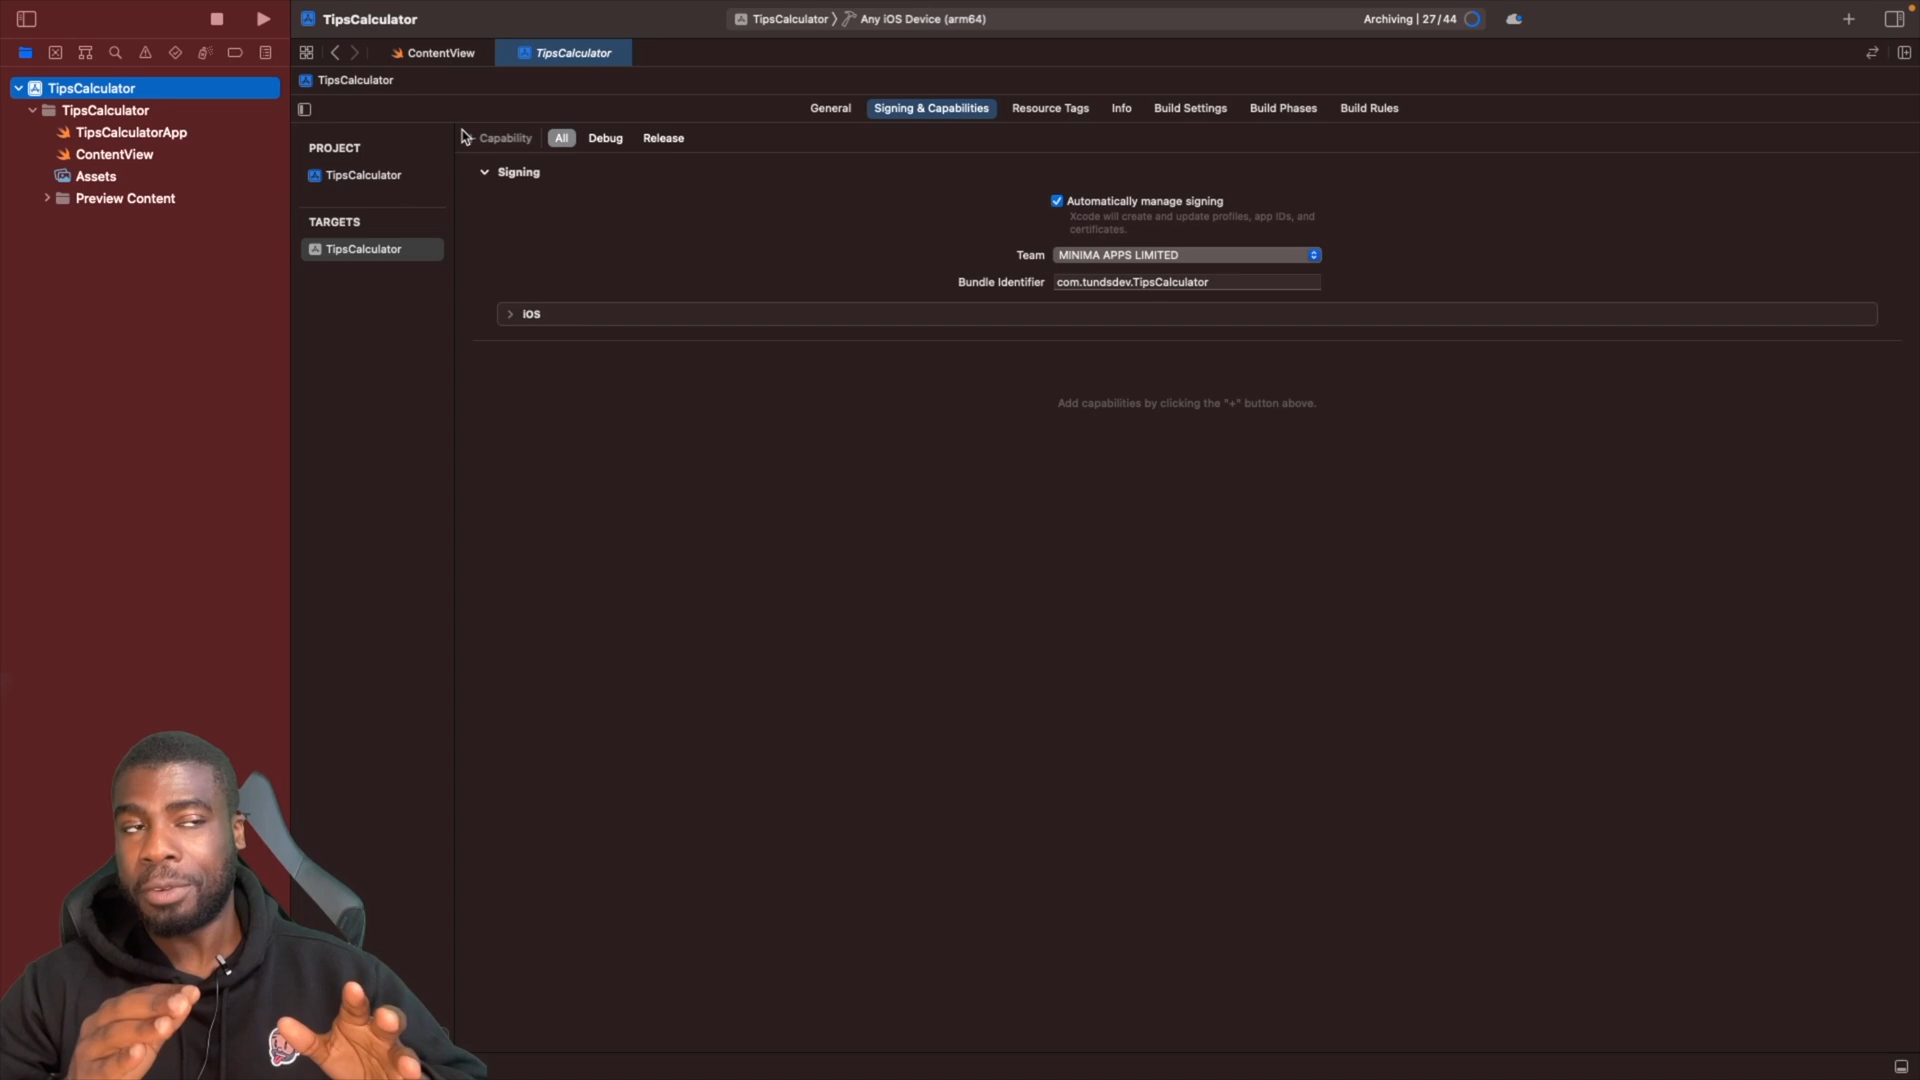 TipsCalculator
TipsCalculator
Any iOS Device (arm64)
Archiving | 27/44
ContentView
TipsCalculator
TipsCalculator
TipsCalculator
TipsCalculatorApp
ContentView
Assets
Preview Content
TipsCalculator
General
Signing & Capabilities
Resource Tags
Info
Build Settings
Build Phases
Build Rules
PROJECT
TipsCalculator
TARGETS
TipsCalculator
Capability
All
Debug
Release
Signing
Automatically manage signing
Xcode will create and update profiles, app IDs, and
certificates.
Team
MINIMA APPS LIMITED
Bundle Identifier
com.tundsdev.TipsCalculator
iOS
Add capabilities by clicking the "+" button above.